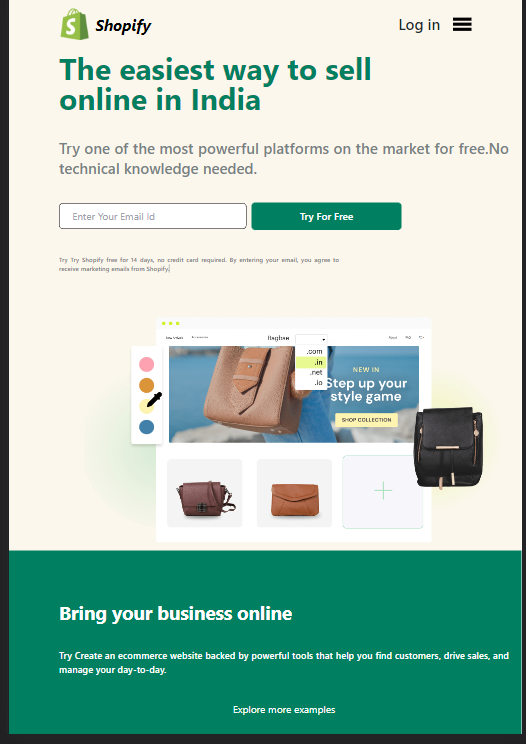 Shopify
Log in
The easiest way to sell
online in India
Try one of the most powerful platforms on the market for free.No
technical knowledge needed.
Enter Your Email Id
Try For Free
Try Try Shopify free for 14 days, no credit card required. By entering your email, you agree to
receive marketing emails from Shopify.
Bagbae
.com
.in
.net
.io
NEW IN
Step up your
style game
SHOP COLLECTION
Bring your business online
Try Create an ecommerce website backed by powerful tools that help you find customers, drive sales, and
manage your day-to-day.
Explore more examples